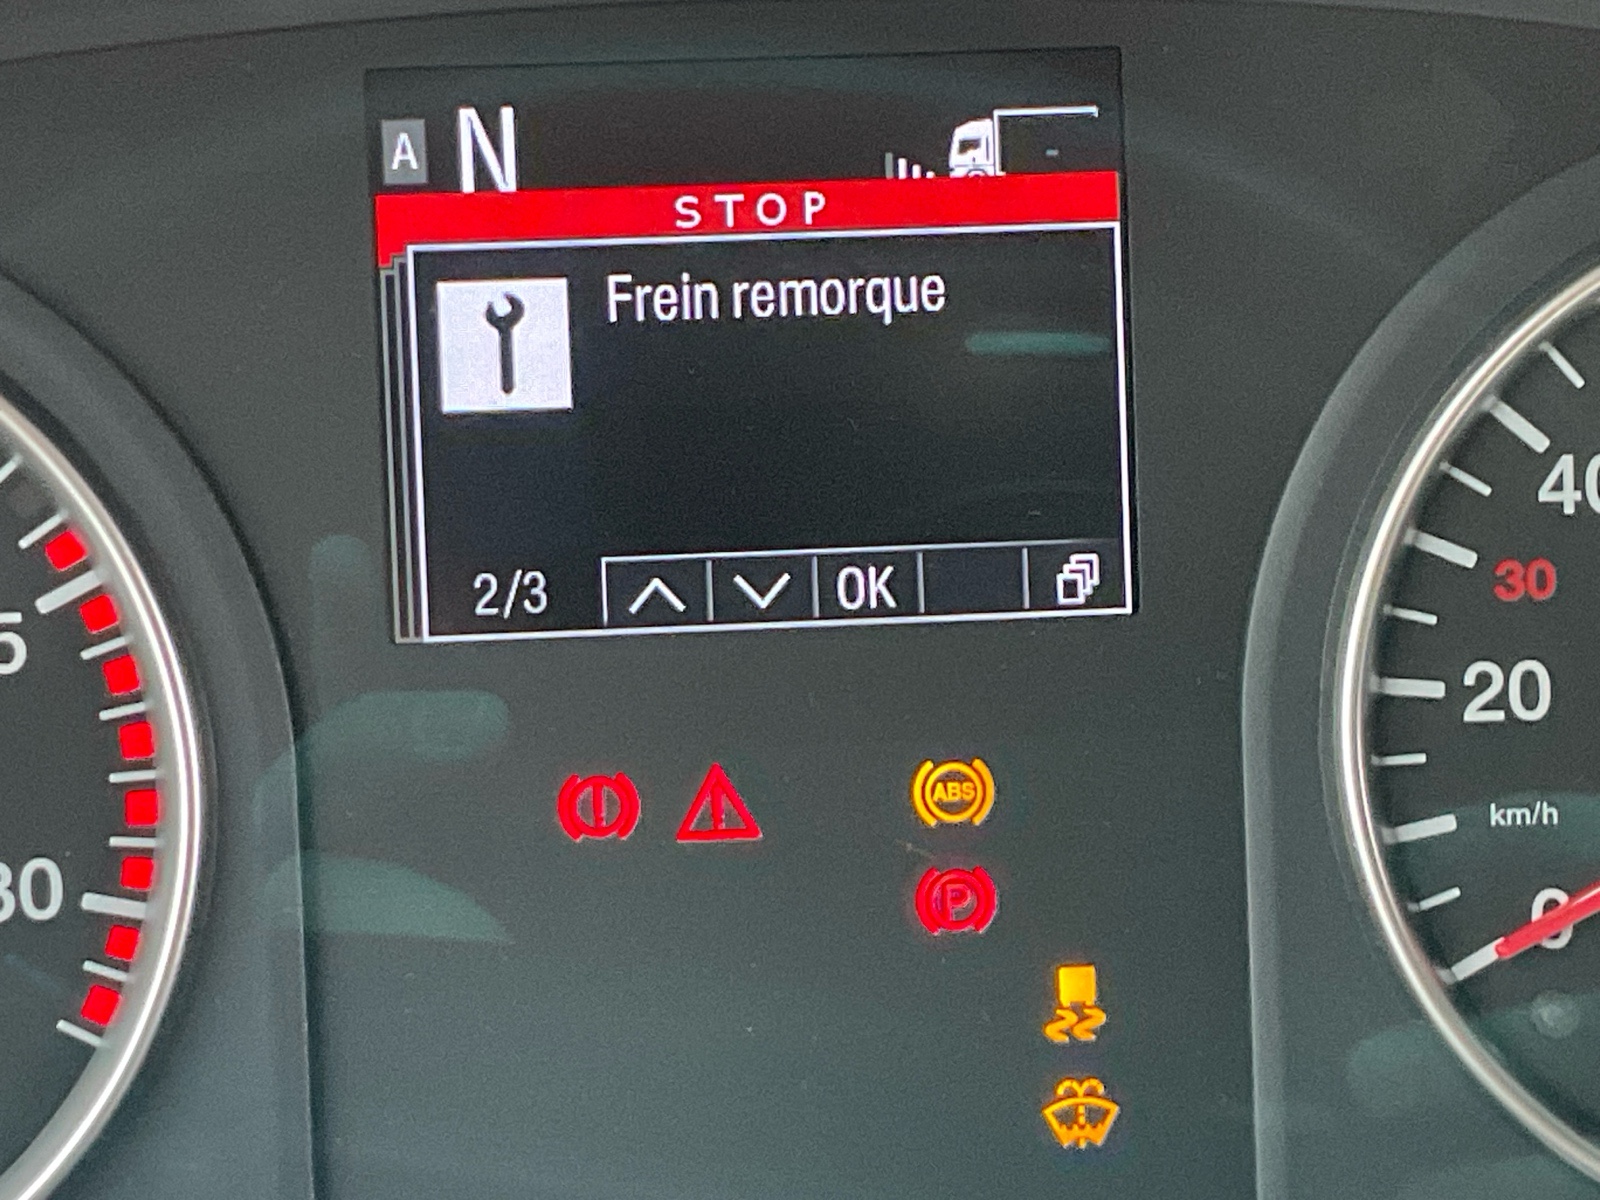 A N
STOP
Frein remorque
2/3 OK
ABS
P
5
30
40
30
20
km/h
0